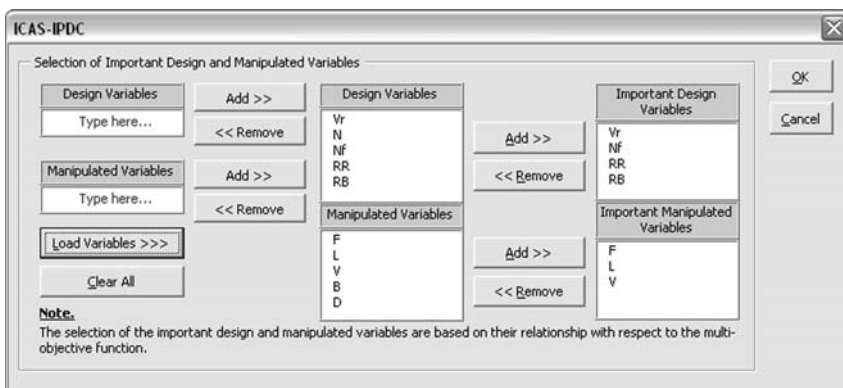 ICAS-IPDC
Selection of Important Design and Manipulated Variables
Design Variables
Type here...
Add >>
<< Remove
Manipulated Variables
Type here...
Add >>
<< Remove
Load Variables >>>
Clear All
Design Variables
Vr
N
Nf
RR
RB
Manipulated Variables
F
L
V
B
D
Add >>
<< Remove
Add >>
<< Remove
Important Design
Variables
Vr
Nf
RR
RB
Important Manipulated
Variables
F
L
V
OK
Cancel
Note.
The selection of the important design and manipulated variables are based on their relationship with respect to the multi-
objective function.